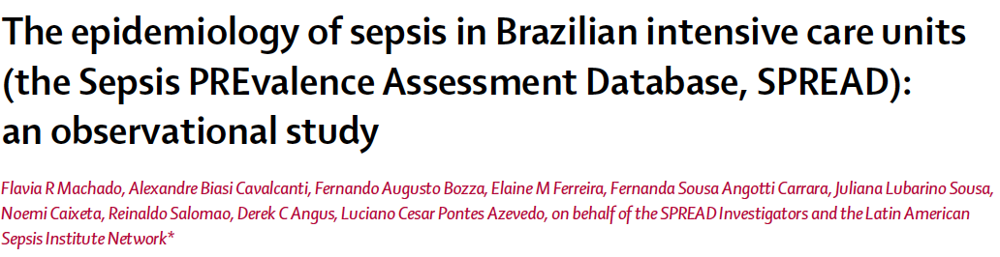 The epidemiology of sepsis in Brazilian intensive care units
(the Sepsis PREvalence Assessment Database, SPREAD):
an observational study
Flavia R Machado, Alexandre Biasi Cavalcanti, Fernando Augusto Bozza, Elaine M Ferreira, Fernanda Sousa Angotti Carrara, Juliana Lubarino Sousa,
Noemi Caixeta, Reinaldo Salomao, Derek C Angus, Luciano Cesar Pontes Azevedo, on behalf of the SPREAD Investigators and the Latin American
Sepsis Institute Network*